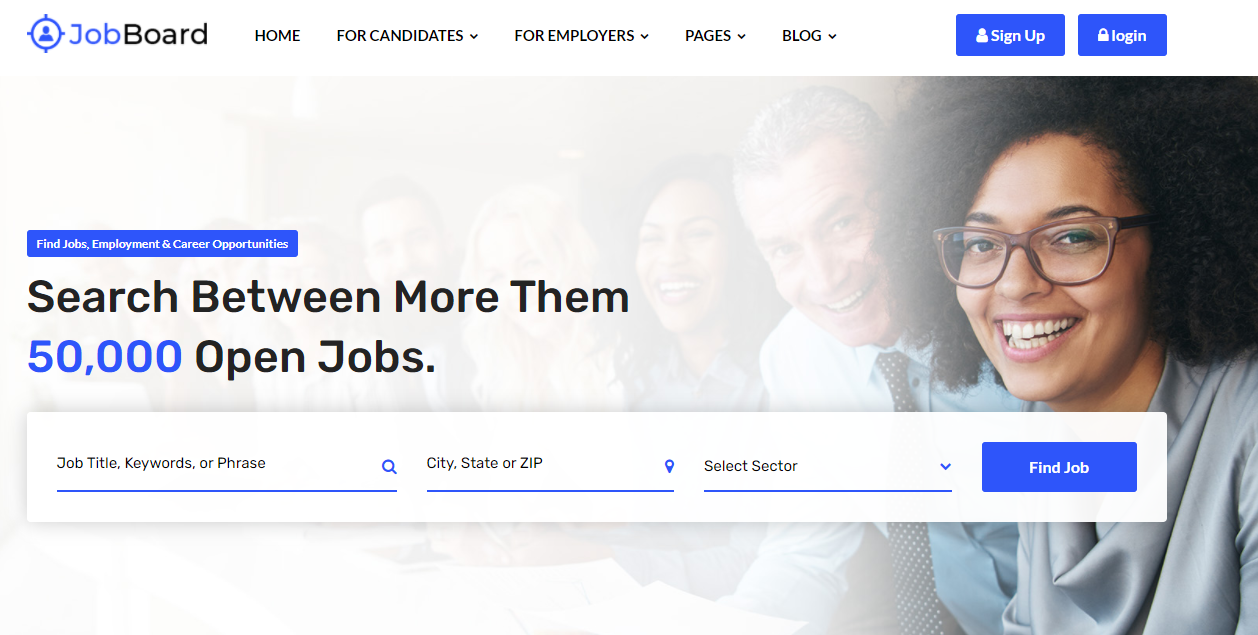 JobBoard
HOME
FOR CANDIDATES
FOR EMPLOYERS
PAGES
BLOG
Sign Up
login
Find Jobs, Employment & Career Opportunities
Search Between More Them
50,000 Open Jobs.
Job Title, Keywords, or Phrase
City, State or ZIP
Select Sector
Find Job